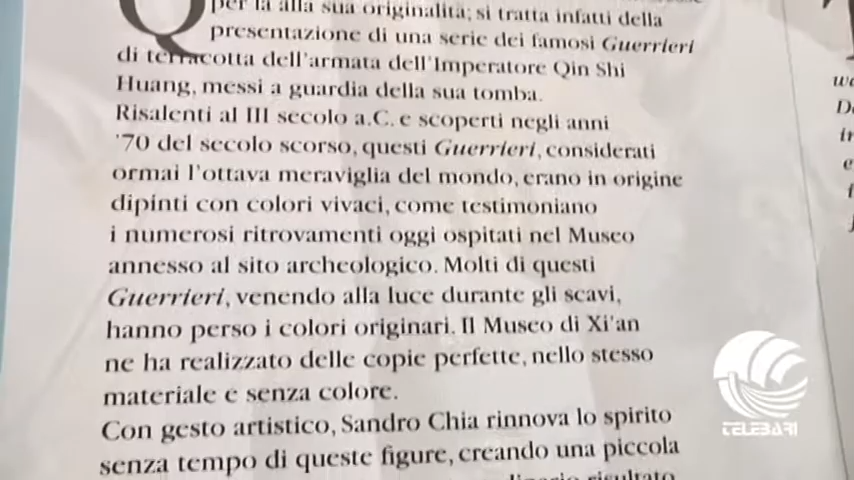 Q
per la alla sua originalità; si tratta infatti della
presentazione di una serie dei famosi Guerrieri
di terracotta dell'armata dell'Imperatore Qin Shi
Huang, messi a guardia della sua tomba.
Risalenti al III secolo a.C. e scoperti negli anni
'70 del secolo scorso, questi Guerrieri, considerati
ormai l'ottava meraviglia del mondo, erano in origine
dipinti con colori vivaci, come testimoniano
i numerosi ritrovamenti oggi ospitati nel Museo
annesso al sito archeologico. Molti di questi
Guerrieri, venendo alla luce durante gli scavi,
hanno perso i colori originari. Il Museo di Xi'an
ne ha realizzato delle copie perfette, nello stesso
materiale e senza colore.
Con gesto artistico, Sandro Chia rinnova lo spirito
senza tempo di queste figure, creando una piccola
risultato
TELEBARI